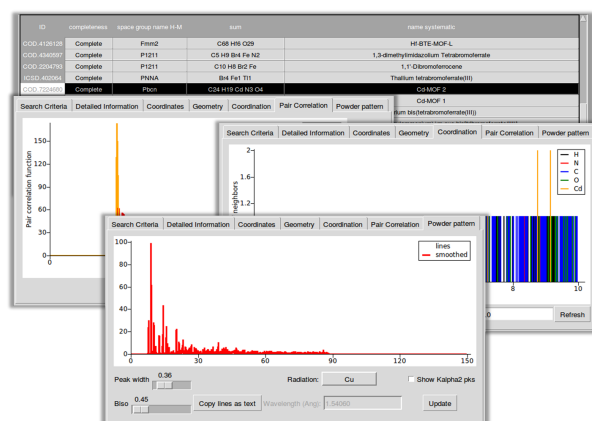 ID completeness space group name H-M sum name systematic
COD.4126128 Complete Fmm2 C68 Hf6 O29 Hf-BTE-MOF-L
COD.4340597 Complete P1211 C5 H9 Br4 Fe N2 1,3-dimethylimidazolium Tetrabromoferrate
COD.2204793 Complete P1211 C10 H8 Br2 Fe 1,1'-Dibromoferrocene
ICSD.402064 Complete PNNA Br4 Fe1 Tl1 Thallium tetrabromoferrate(III)
COD.7224680 Complete Pbcn C24 H19 Cd N3 O4 Cd-MOF 2
Cd-MOF 1
Search Criteria Detailed Information Coordinates Geometry Coordination Pair Correlation Powder pattern
bis(tetrabromoferrate(III))
Pair correlation function
150
120
90
60
30
0
0
Search Criteria Detailed Information Coordinates Geometry Coordination Pair Correlation Powder pattern
neighbors
2
1.6
1.2
H
N
C
O
Cd
8 10
.0 Refresh
Search Criteria Detailed Information Coordinates Geometry Coordination Pair Correlation Powder pattern
lines
smoothed
100
80
60
40
20
0
0 30 60 90 120 150
Peak width 0.36 Radiation: Cu Show Kalpha2 pks
Biso 0.45 Copy lines as text Wavelength (Ang): 1.54060 Update